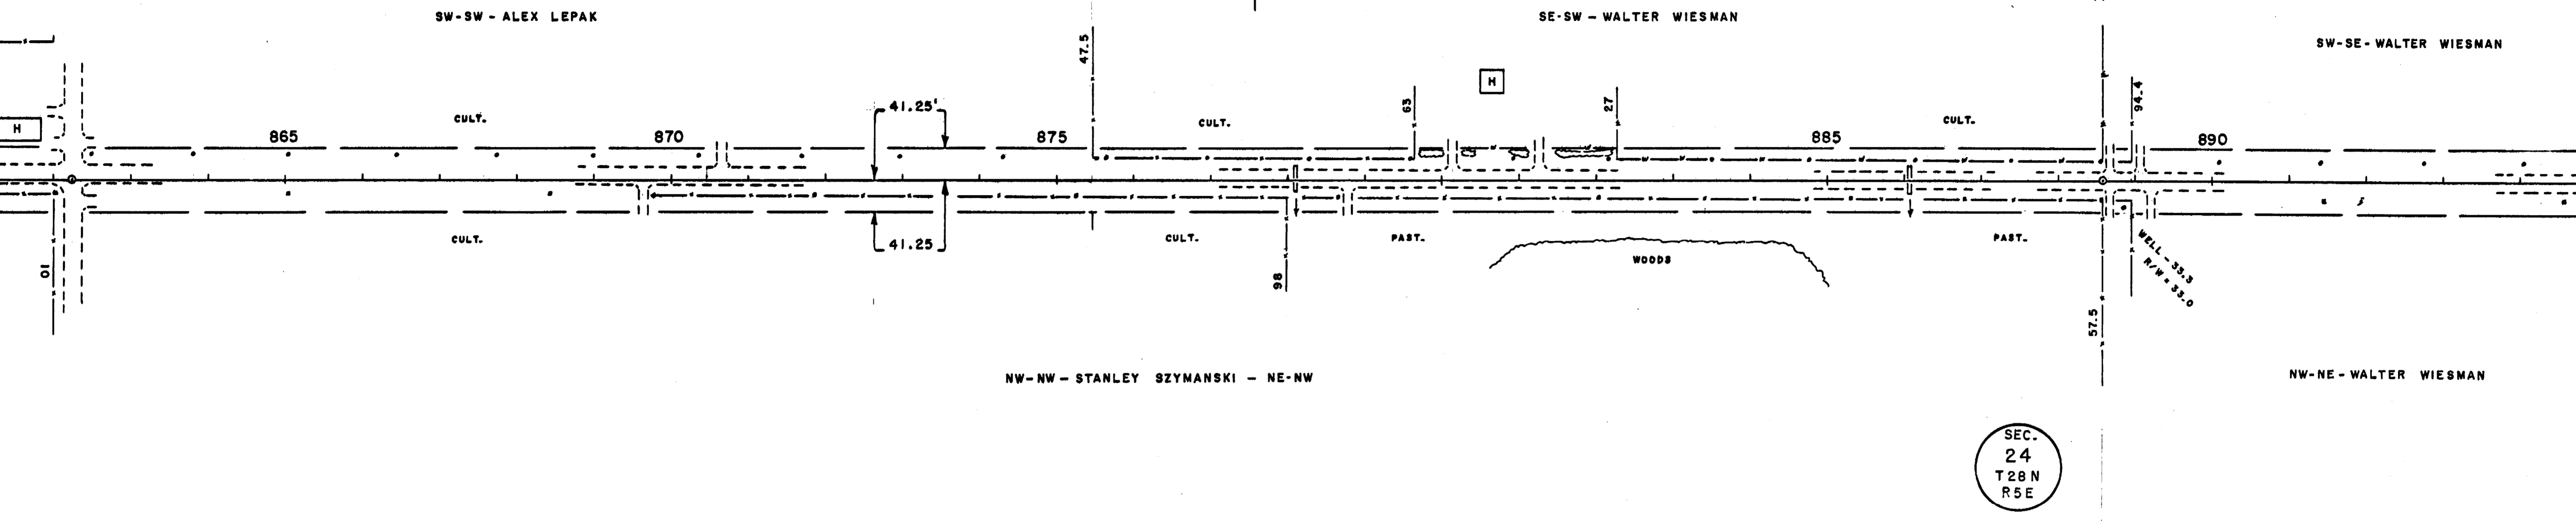 SW-SW - ALEX LEPAK
SE-SW - WALTER WIESMAN
SW-SE - WALTER WIESMAN
47.5
H
63
27
94.4
H
CULT.
41.25'
CULT.
CULT.
865
870
875
885
890
CULT.
41.25
CULT.
PAST.
WOODS
PAST.
01
98
57.5
WELL - 33.3
R/W = 33.0
NW-NW - STANLEY SZYMANSKI - NE-NW
NW-NE - WALTER WIESMAN
SEC.
24
T28N
R5E